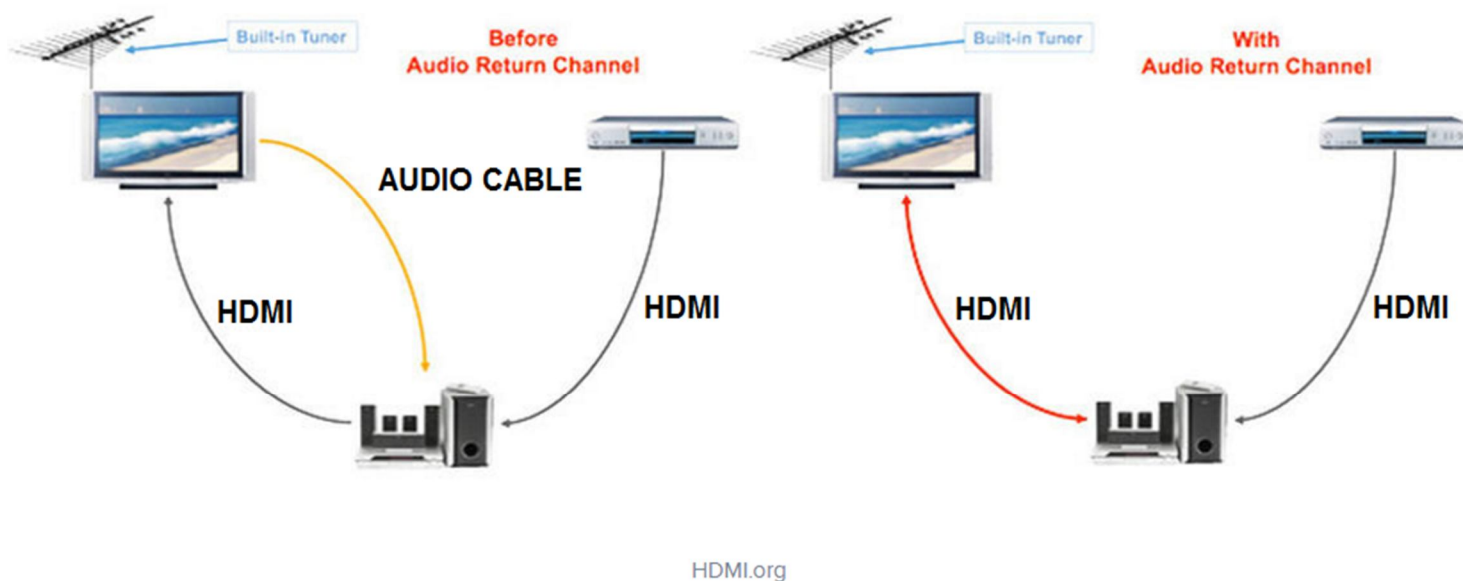 Built-in Tuner
Before
Audio Return Channel
AUDIO CABLE
HDMI
HDMI
Built-in Tuner
With
Audio Return Channel
HDMI
HDMI
HDMI.org